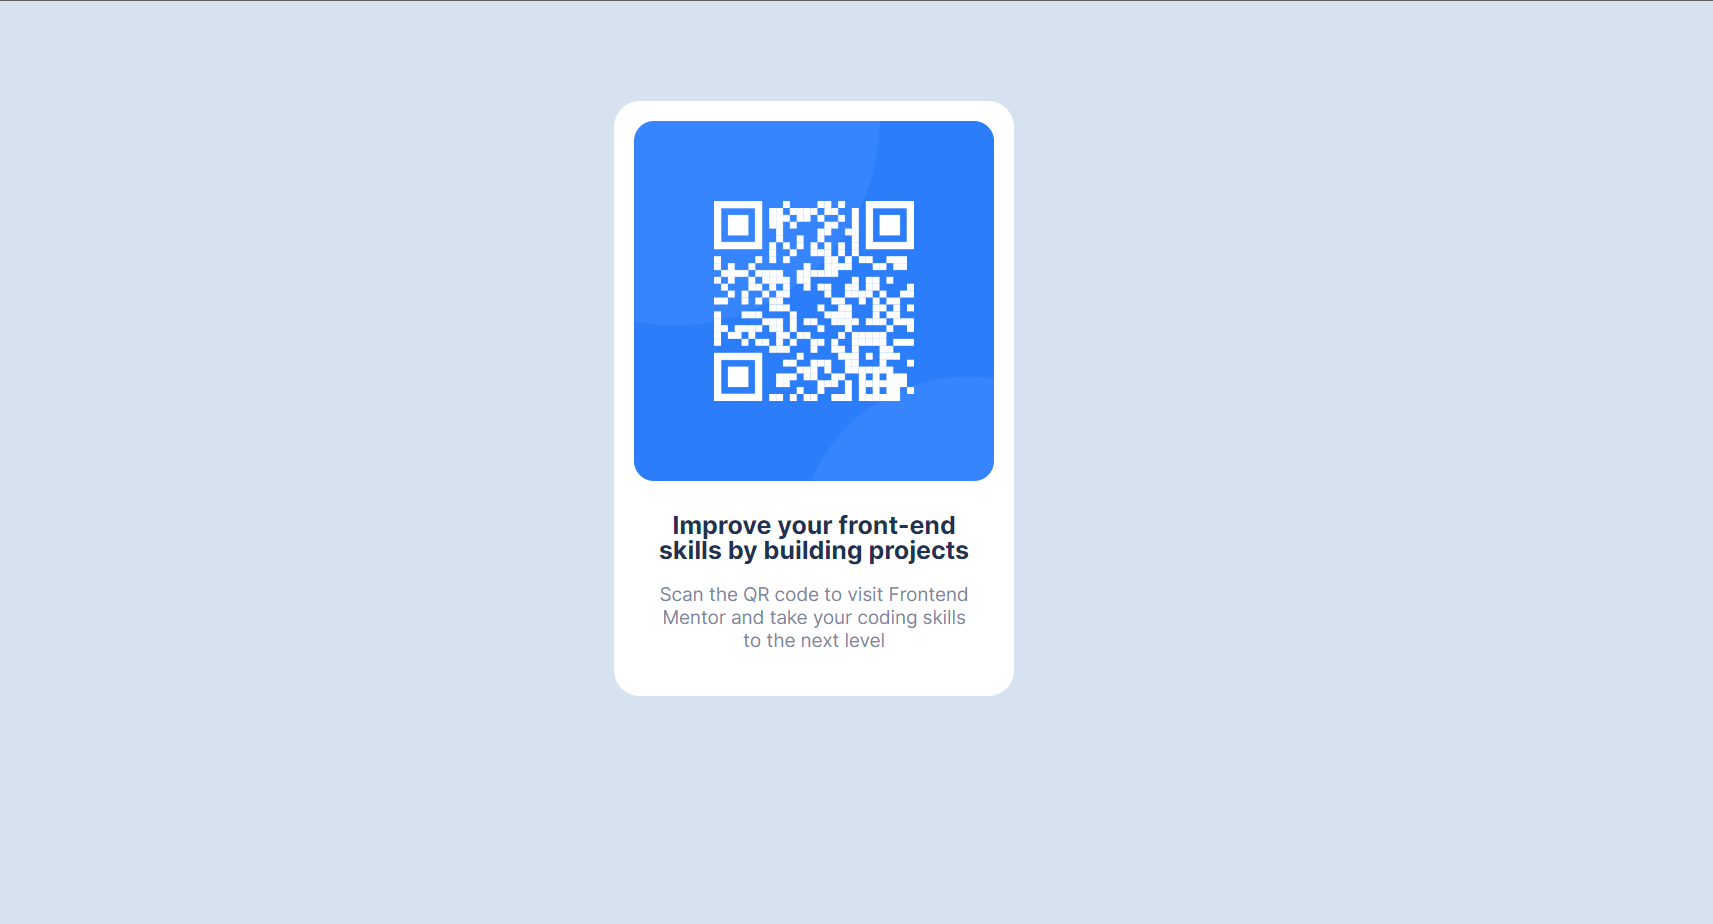 Improve your front-end
skills by building projects
Scan the QR code to visit Frontend
Mentor and take your coding skills
to the next level